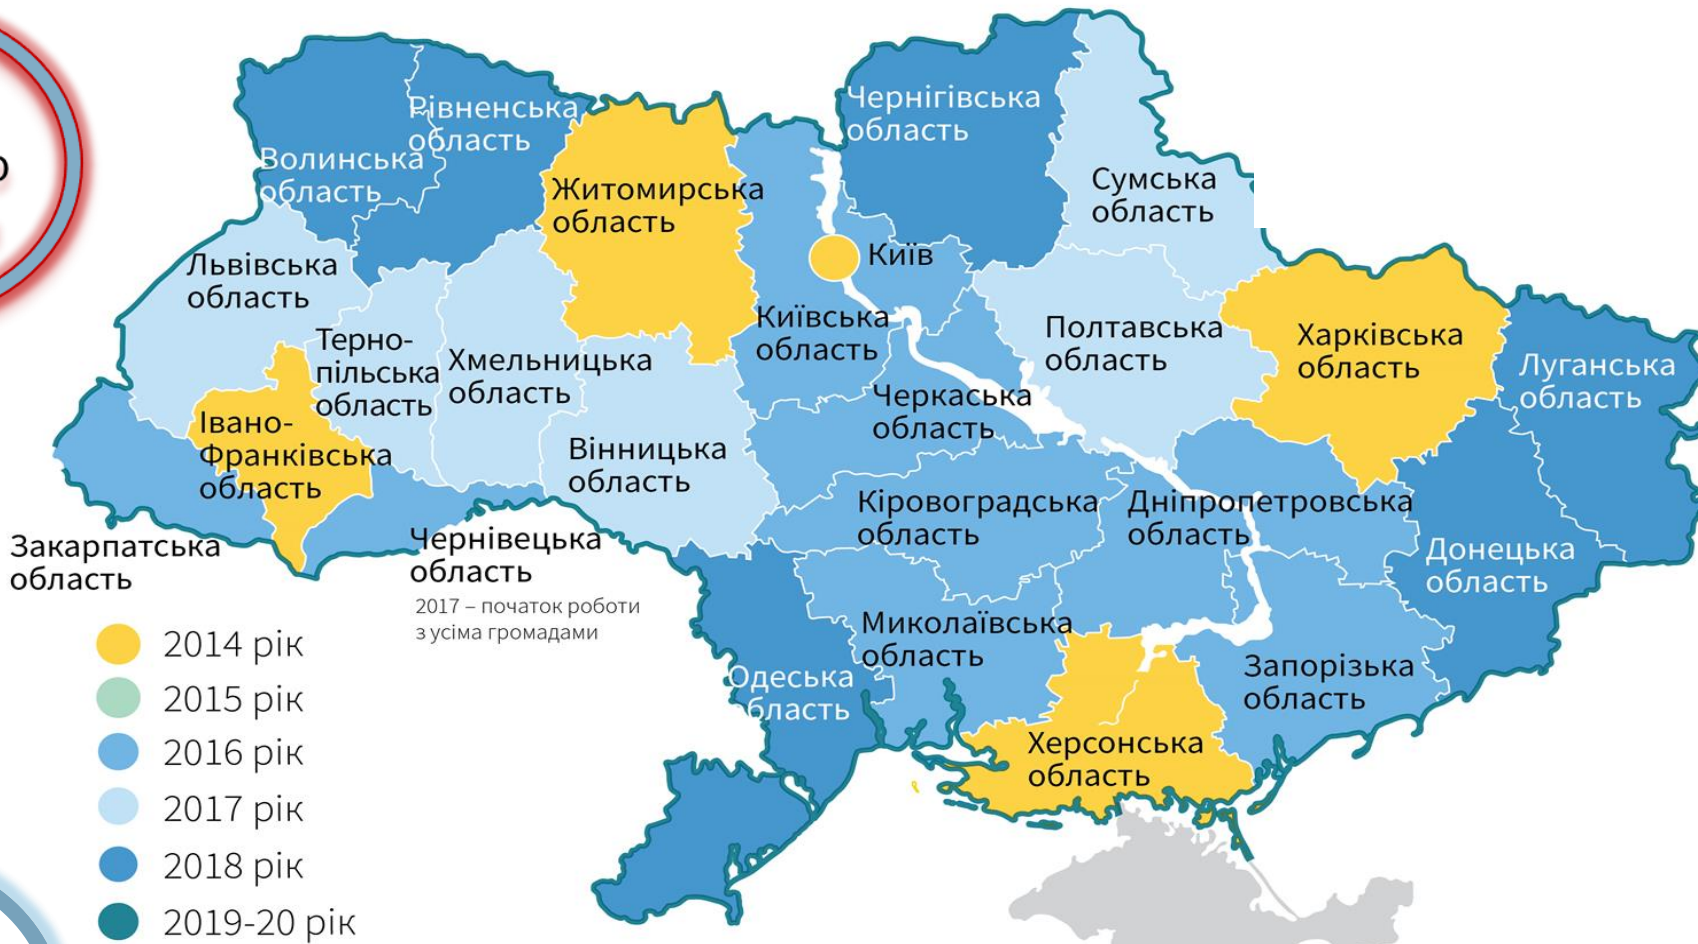 Рівненська
область
Волинська
область
Житомирська
область
Чернігівська
область
Сумська
область
Львівська
область
Київ
Терно-
пільська
область
Хмельницька
область
Київська
область
Полтавська
область
Харківська
область
Луганська
область
Івано-
Франківська
область
Вінницька
область
Черкаська
область
Кіровоградська
область
Дніпропетровська
область
Закарпатська
область
Чернівецька
область
2017 – початок роботи
з усіма громадами
Донецька
область
Миколаївська
область
Одеська
область
Запорізька
область
Херсонська
область
2014 рік
2015 рік
2016 рік
2017 рік
2018 рік
2019-20 рік